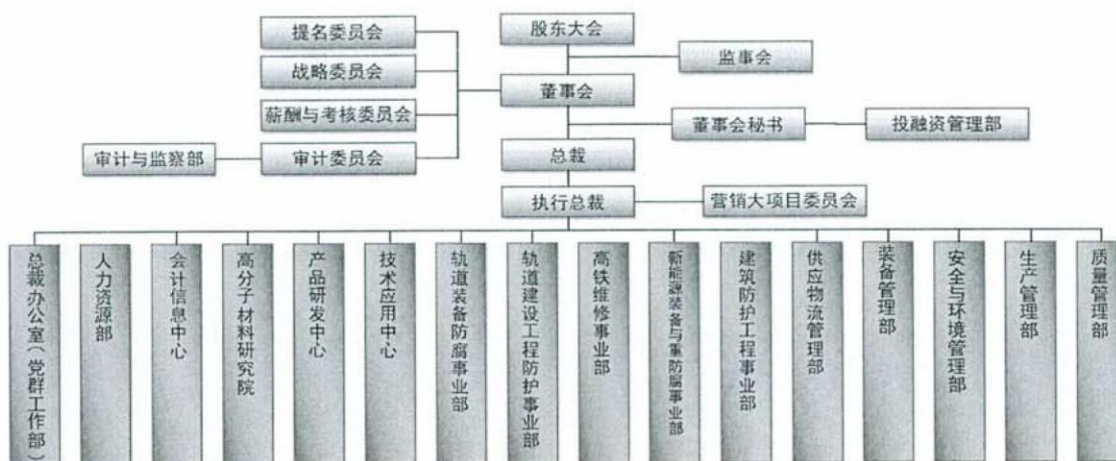 提名委员会
股东大会
战略委员会
监事会
董事会
薪酬与考核委员会
董事会秘书
投融资管理部
审计与监察部
审计委员会
总裁
执行总裁
营销大项目委员会
总裁办公室（党群工作部）
人力资源部
会计信息中心
高分子材料研究院
产品研发中心
技术应用中心
轨道装备防腐事业部
轨道建设工程防护事业部
高铁维修事业部
新能源装备与重防腐事业部
建筑防护工程事业部
供应物流管理部
装备管理部
安全与环境管理部
生产管理部
质量管理部